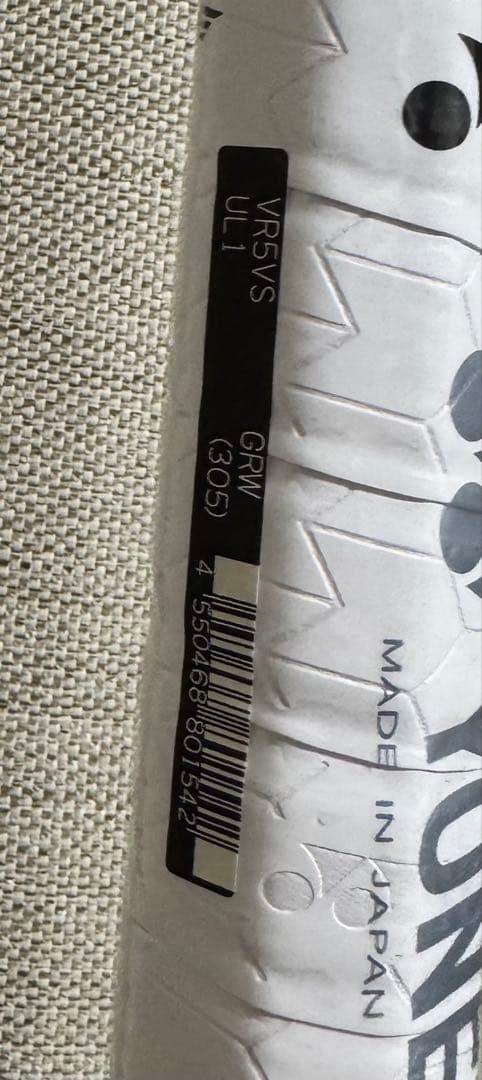 VR5VS GRW
UL1 (305)
4 550468 801542
MADE IN JAPAN